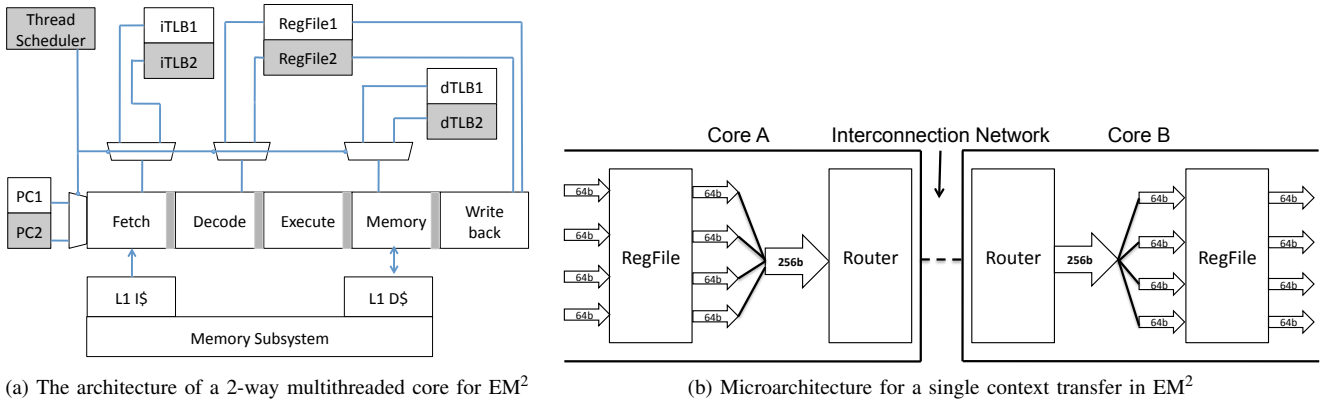 Thread
Scheduler
iTLB1
iTLB2
RegFile1
RegFile2
dTLB1
dTLB2
PC1
PC2
Fetch
Decode
Execute
Memory
Write
back
L1 I$
L1 D$
Memory Subsystem
(a) The architecture of a 2-way multithreaded core for EM²
Core A
Interconnection Network
Core B
64b
64b
64b
64b
RegFile
64b
64b
64b
64b
256b
Router
Router
256b
64b
64b
64b
64b
RegFile
64b
64b
64b
64b
(b) Microarchitecture for a single context transfer in EM²